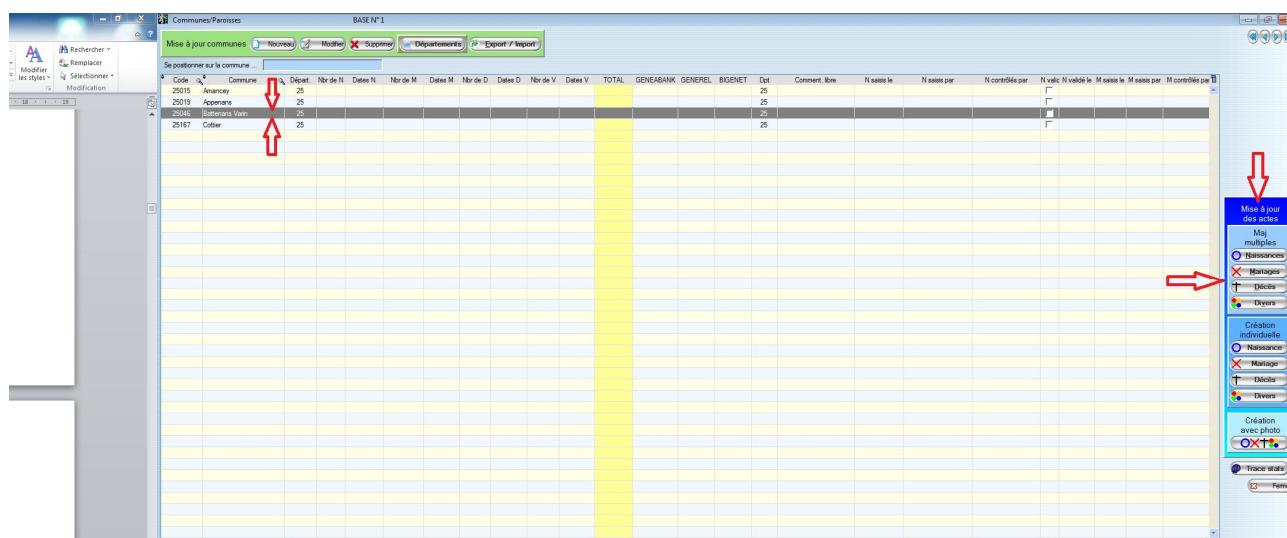 Communes/Paroisses BASE N° 1
Rechercher
Remplacer
Sélectionner
Modifier les styles
Modification
18 19
Mise à jour communes Nouveau Modifier Supprimer Départements Export / Import
Se positionner sur la commune ...
Code Commune Départ. Nbr de N Dates N Nbr de M Dates M Nbr de D Dates D Nbr de V Dates V TOTAL GENEABANK GENEREL BIGENET Dpt Comment. libre N saisis le N saisis par N contrôlés par N valic N validé le M saisis le M saisis par M contrôlés par
25015 Amancey 25 25
25019 Appenans 25 25
25046 Battenans Varin 25 25
25167 Cottier 25 25
Mise à jour
des actes
Maj
multiples
Naissances
Mariages
Décès
Divers
Création
individuelle
Naissance
Mariage
Décès
Divers
Création
avec photo
Trace stats
Ferm